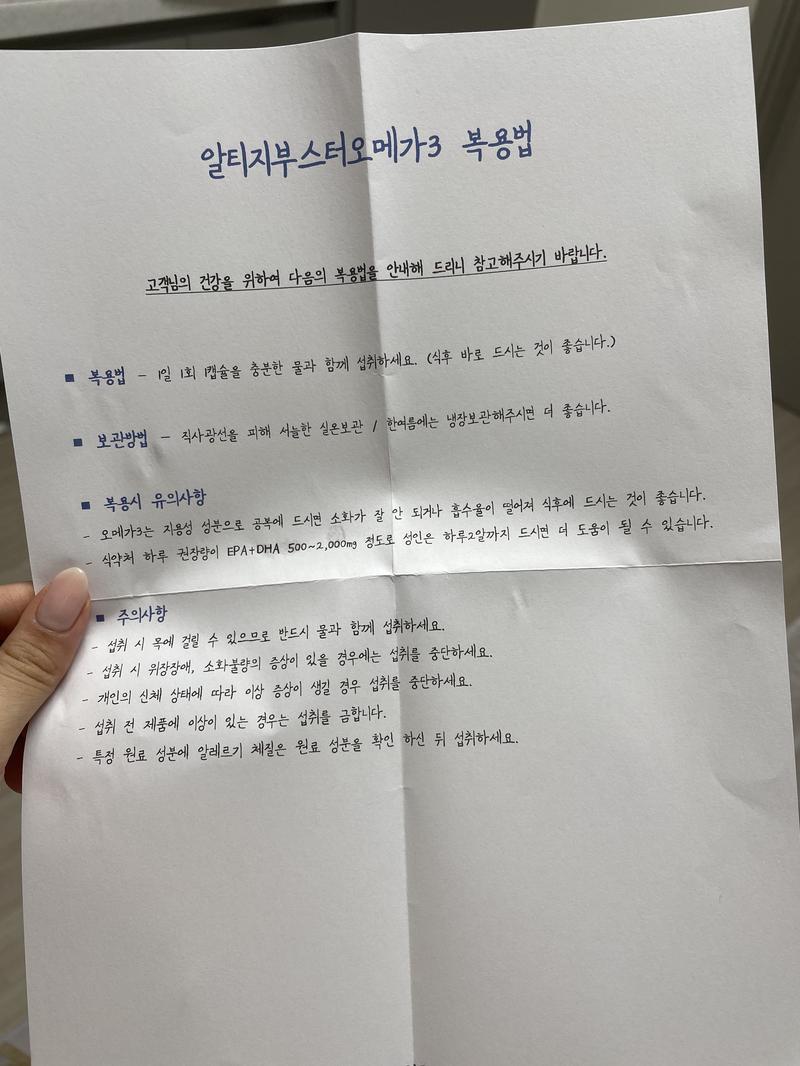 알티지부스터오메가3 복용법
고객님의 건강을 위하여 다음의 복용법을 안내해 드리니 참고해주시기 바랍니다.
■ 복용법 - 1일 1회 1캡슐을 충분한 물과 함께 섭취하세요. (식후 바로 드시는 것이 좋습니다.)
■ 보관방법 - 직사광선을 피해 서늘한 실온보관 / 한여름에는 냉장보관해주시면 더 좋습니다.
■ 복용시 유의사항
- 오메가3는 지용성 성분으로 공복에 드시면 소화가 잘 안 되거나 흡수율이 떨어져 식후에 드시는 것이 좋습니다.
- 식약처 하루 권장량이 EPA+DHA 500~2,000mg 정도로 성인은 하루2알까지 드시면 더 도움이 될 수 있습니다.
■ 주의사항
- 섭취 시 목에 걸릴 수 있으므로 반드시 물과 함께 섭취하세요.
- 섭취 시 위장장애, 소화불량의 증상이 있을 경우에는 섭취를 중단하세요.
- 개인의 신체 상태에 따라 이상 증상이 생길 경우 섭취를 중단하세요.
- 섭취 전 제품에 이상이 있는 경우는 섭취를 금합니다.
- 특정 원료 성분에 알레르기 체질은 원료 성분을 확인 하신 뒤 섭취하세요.